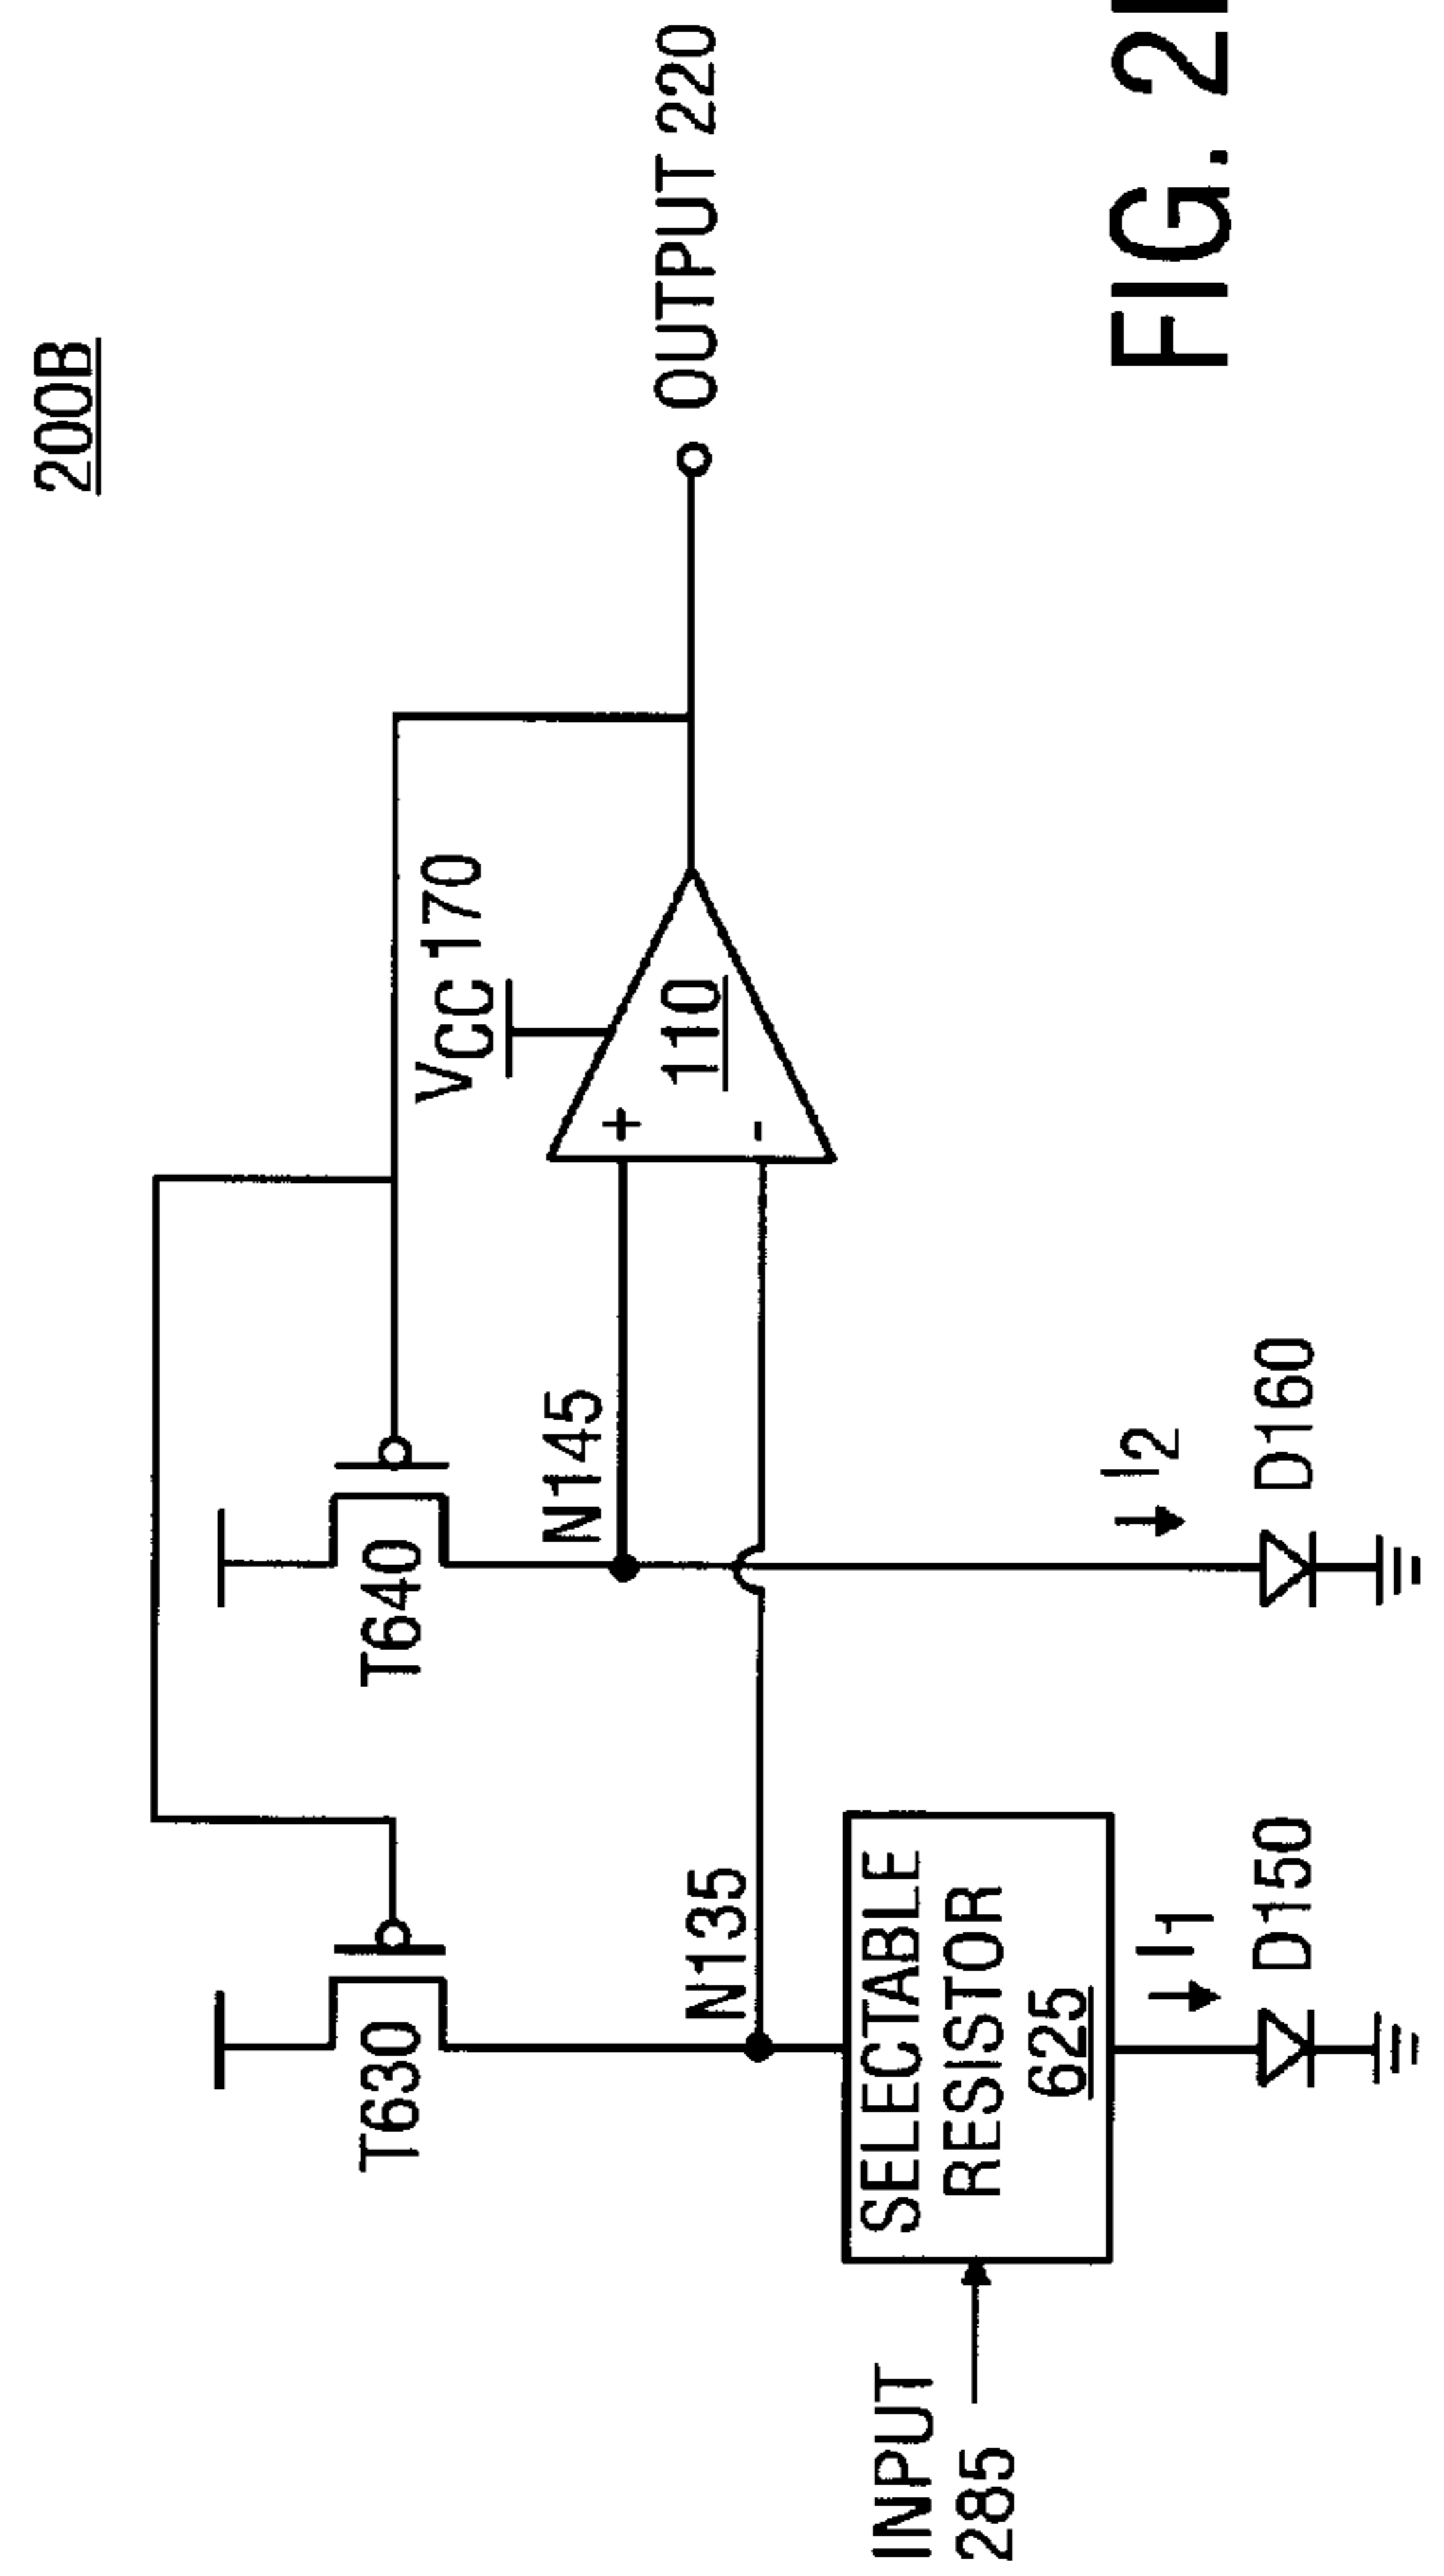 200B
T630
T640
VCC 170
N145
+
110
-
OUTPUT 220
N135
INPUT
285
SELECTABLE
RESISTOR
625
I1
I2
D150
D160
FIG. 2